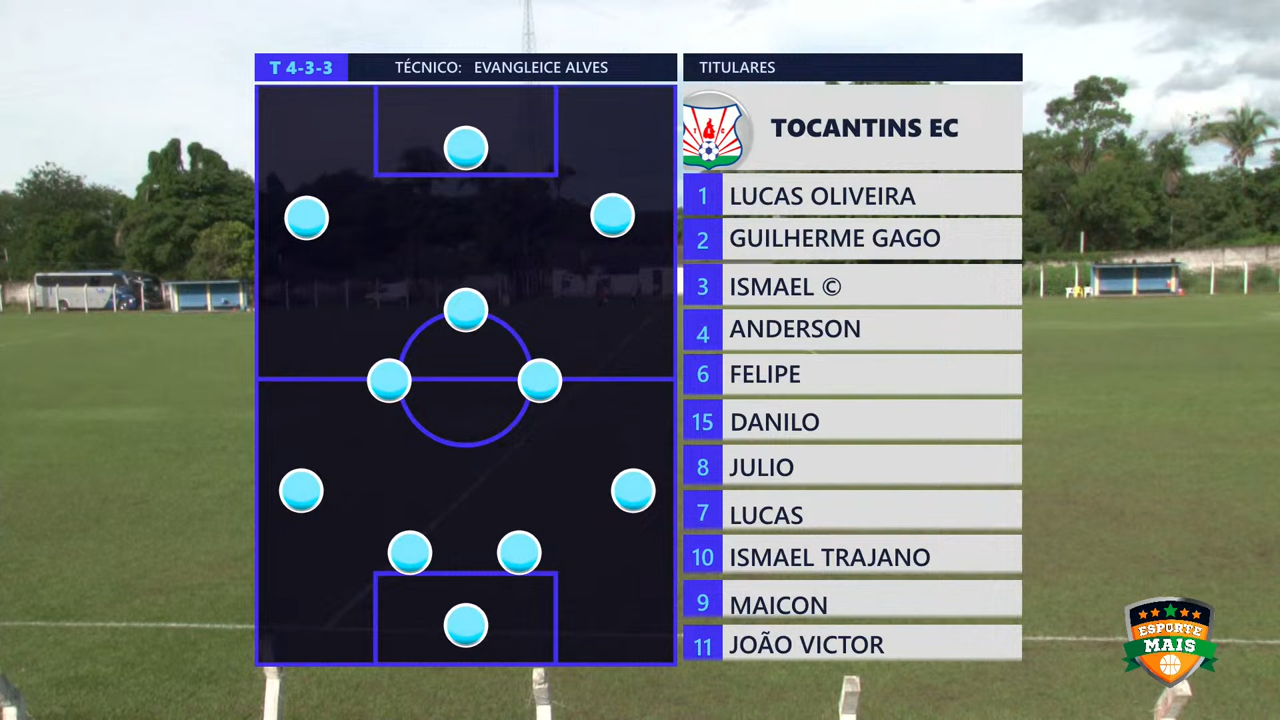 T 4-3-3
TÉCNICO: EVANGLEICE ALVES
TITULARES
TOCANTINS EC
1 LUCAS OLIVEIRA
2 GUILHERME GAGO
3 ISMAEL ©
4 ANDERSON
6 FELIPE
15 DANILO
8 JULIO
7 LUCAS
10 ISMAEL TRAJANO
9 MAICON
11 JOÃO VICTOR
ESPORTE
MAIS